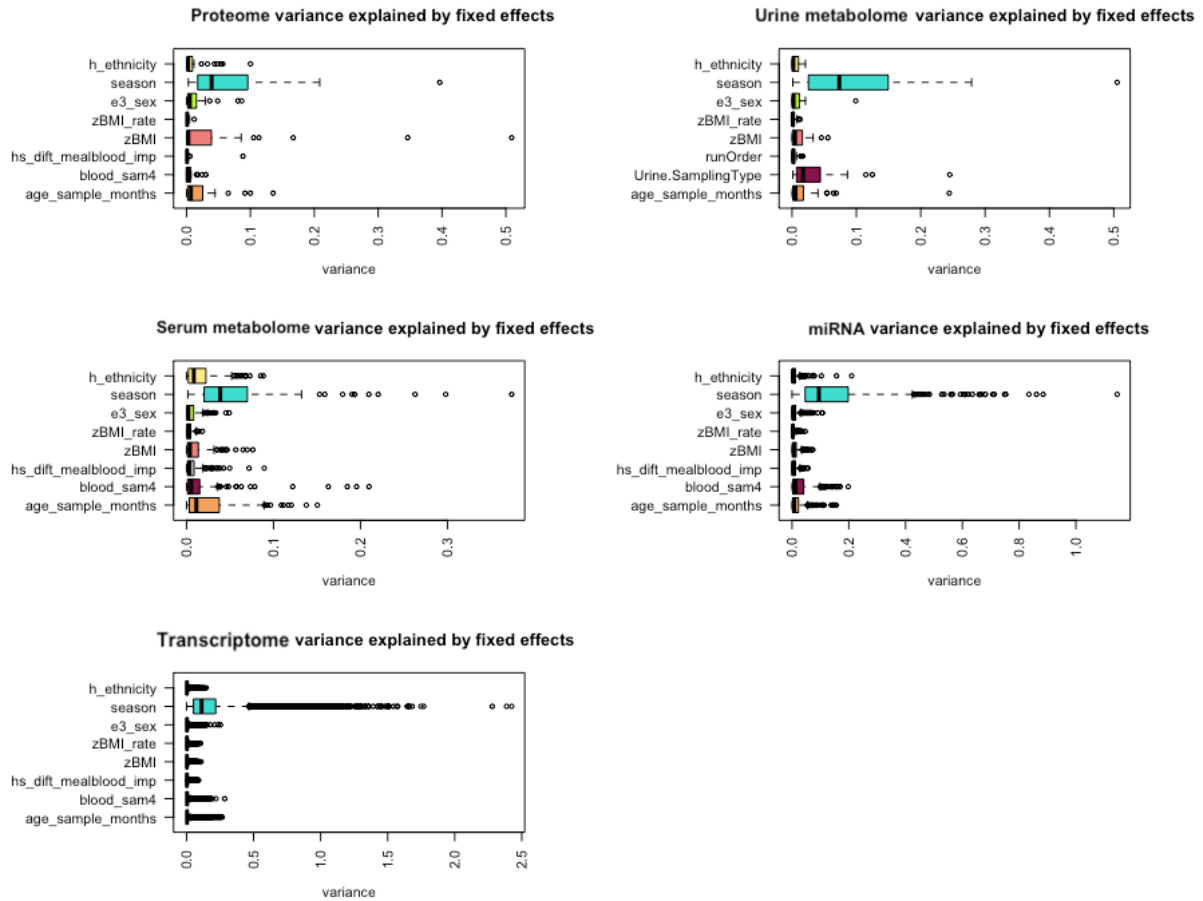 Proteome variance explained by fixed effects
h_ethnicity
season
e3_sex
zBMI_rate
zBMI
hs_dift_mealblood_imp
blood_sam4
age_sample_months
0.0 0.1 0.2 0.3 0.4 0.5
variance
Urine metabolome variance explained by fixed effects
h_ethnicity
season
e3_sex
zBMI_rate
zBMI
runOrder
Urine.SamplingType
age_sample_months
0.0 0.1 0.2 0.3 0.4 0.5
variance
Serum metabolome variance explained by fixed effects
h_ethnicity
season
e3_sex
zBMI_rate
zBMI
hs_dift_mealblood_imp
blood_sam4
age_sample_months
0.0 0.1 0.2 0.3
variance
miRNA variance explained by fixed effects
h_ethnicity
season
e3_sex
zBMI_rate
zBMI
hs_dift_mealblood_imp
blood_sam4
age_sample_months
0.0 0.2 0.4 0.6 0.8 1.0
variance
Transcriptome variance explained by fixed effects
h_ethnicity
season
e3_sex
zBMI_rate
zBMI
hs_dift_mealblood_imp
blood_sam4
age_sample_months
0.0 0.5 1.0 1.5 2.0 2.5
variance